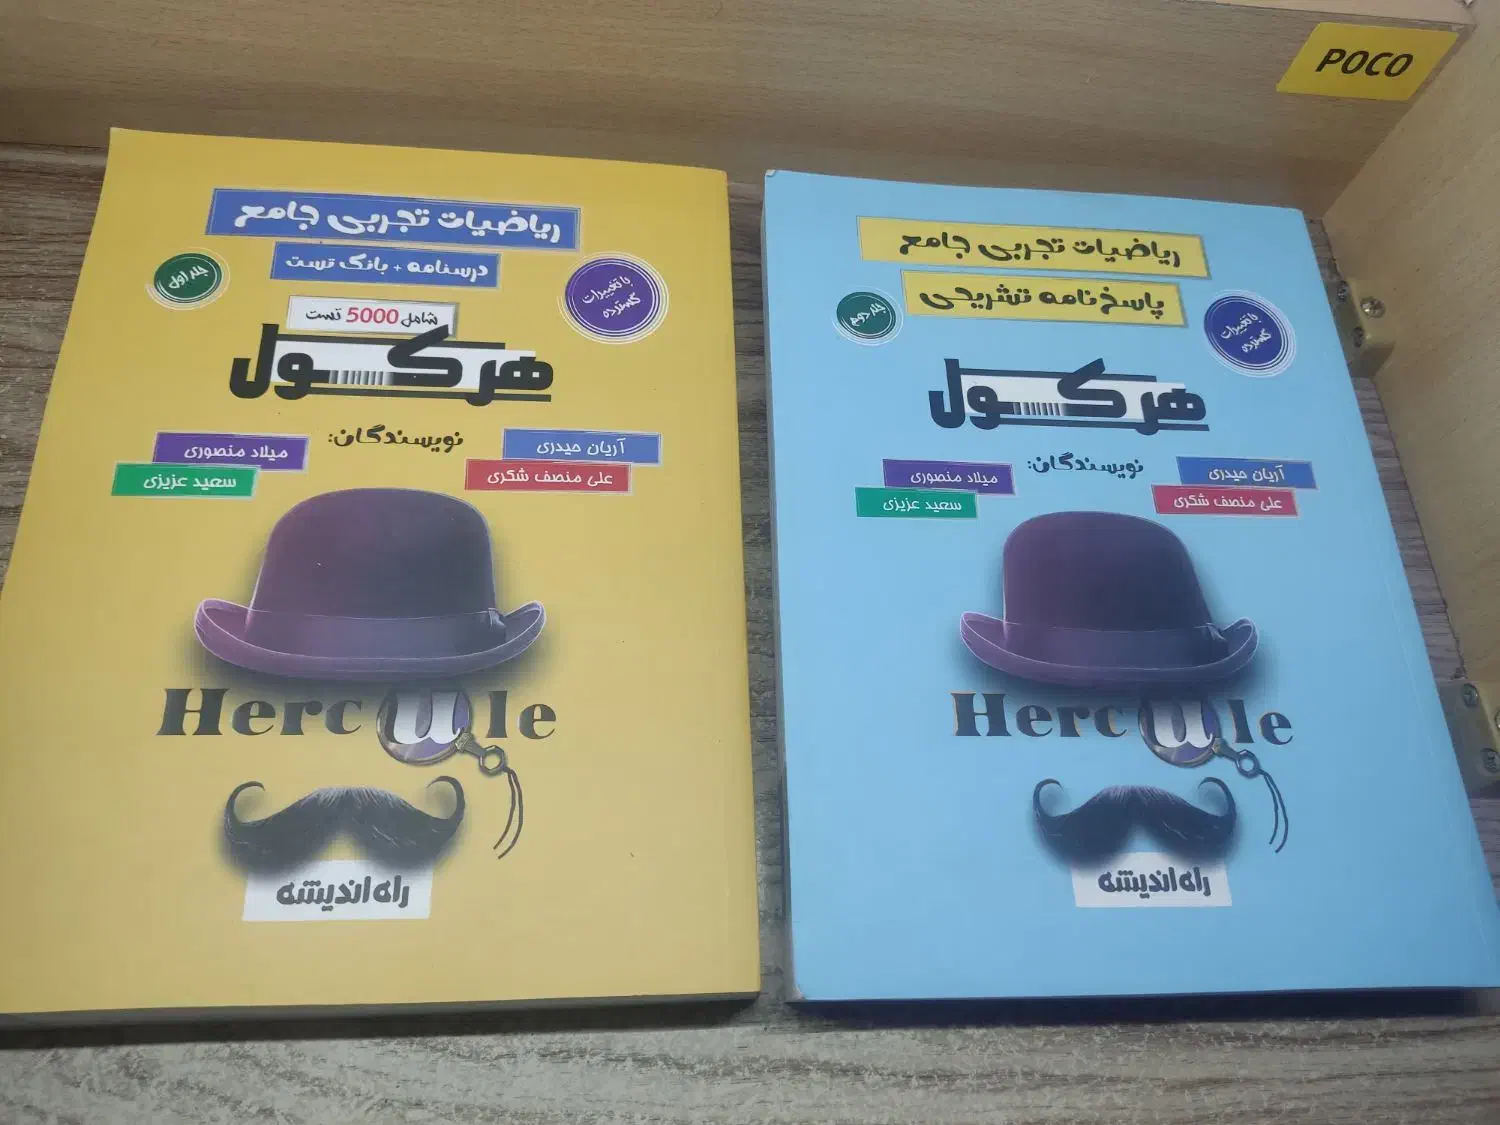 POCO
ریاضیات تجربی جامع
درسنامه + بانک تست
جلد اول
با تغییرات
گسترده
شامل 5000 تست
هرکول
نویسندگان:
آریان حیدری
میلاد منصوری
علی منصف شکری
سعید عزیزی
Hercule
راه اندیشه
ریاضیات تجربی جامع
پاسخ نامه تشریحی
جلد دوم
با تغییرات
گسترده
هرکول
نویسندگان:
آریان حیدری
میلاد منصوری
علی منصف شکری
سعید عزیزی
Hercule
راه اندیشه